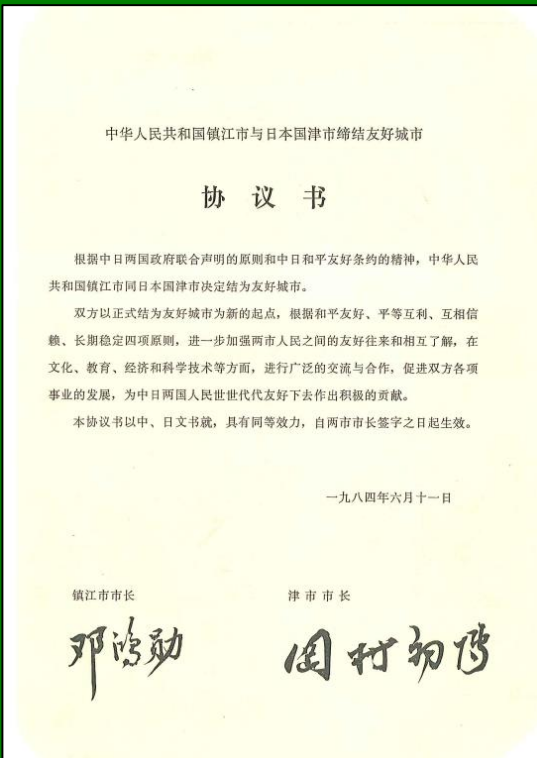 中华人民共和国镇江市与日本国津市缔结友好城市
协议书
根据中日两国政府联合声明的原则和中日和平友好条约的精神，中华人民
共和国镇江市同日本国津市决定结为友好城市。
双方以正式结为友好城市为新的起点，根据和平友好、平等互利、互相信
赖、长期稳定四项原则，进一步加强两市人民之间的友好往来和相互了解，在
文化、教育、经济和科学技术等方面，进行广泛的交流与合作，促进双方各项
事业的发展，为中日两国人民世世代代友好下去作出积极的贡献。
本协议书以中、日文书就，具有同等效力，自两市市长签字之日起生效。
一九八四年六月十一日
镇江市市长
津市市长
邓鸿勋